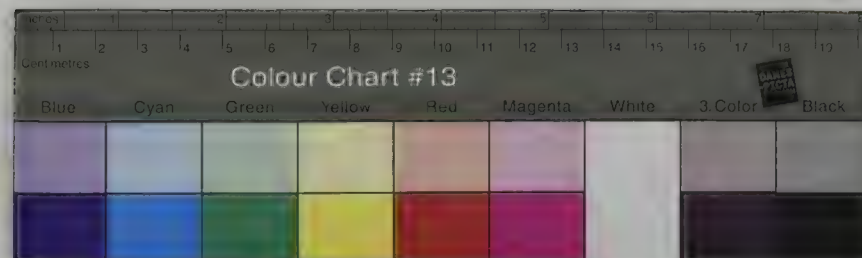 Inches 1 2 3 4 5 6 7
1 2 3 4 5 6 7 8 9 10 11 12 13 14 15 16 17 18 19
Centimetres
Colour Chart #13
DANES PICTA
Blue Cyan Green Yellow Red Magenta White 3.Color Black